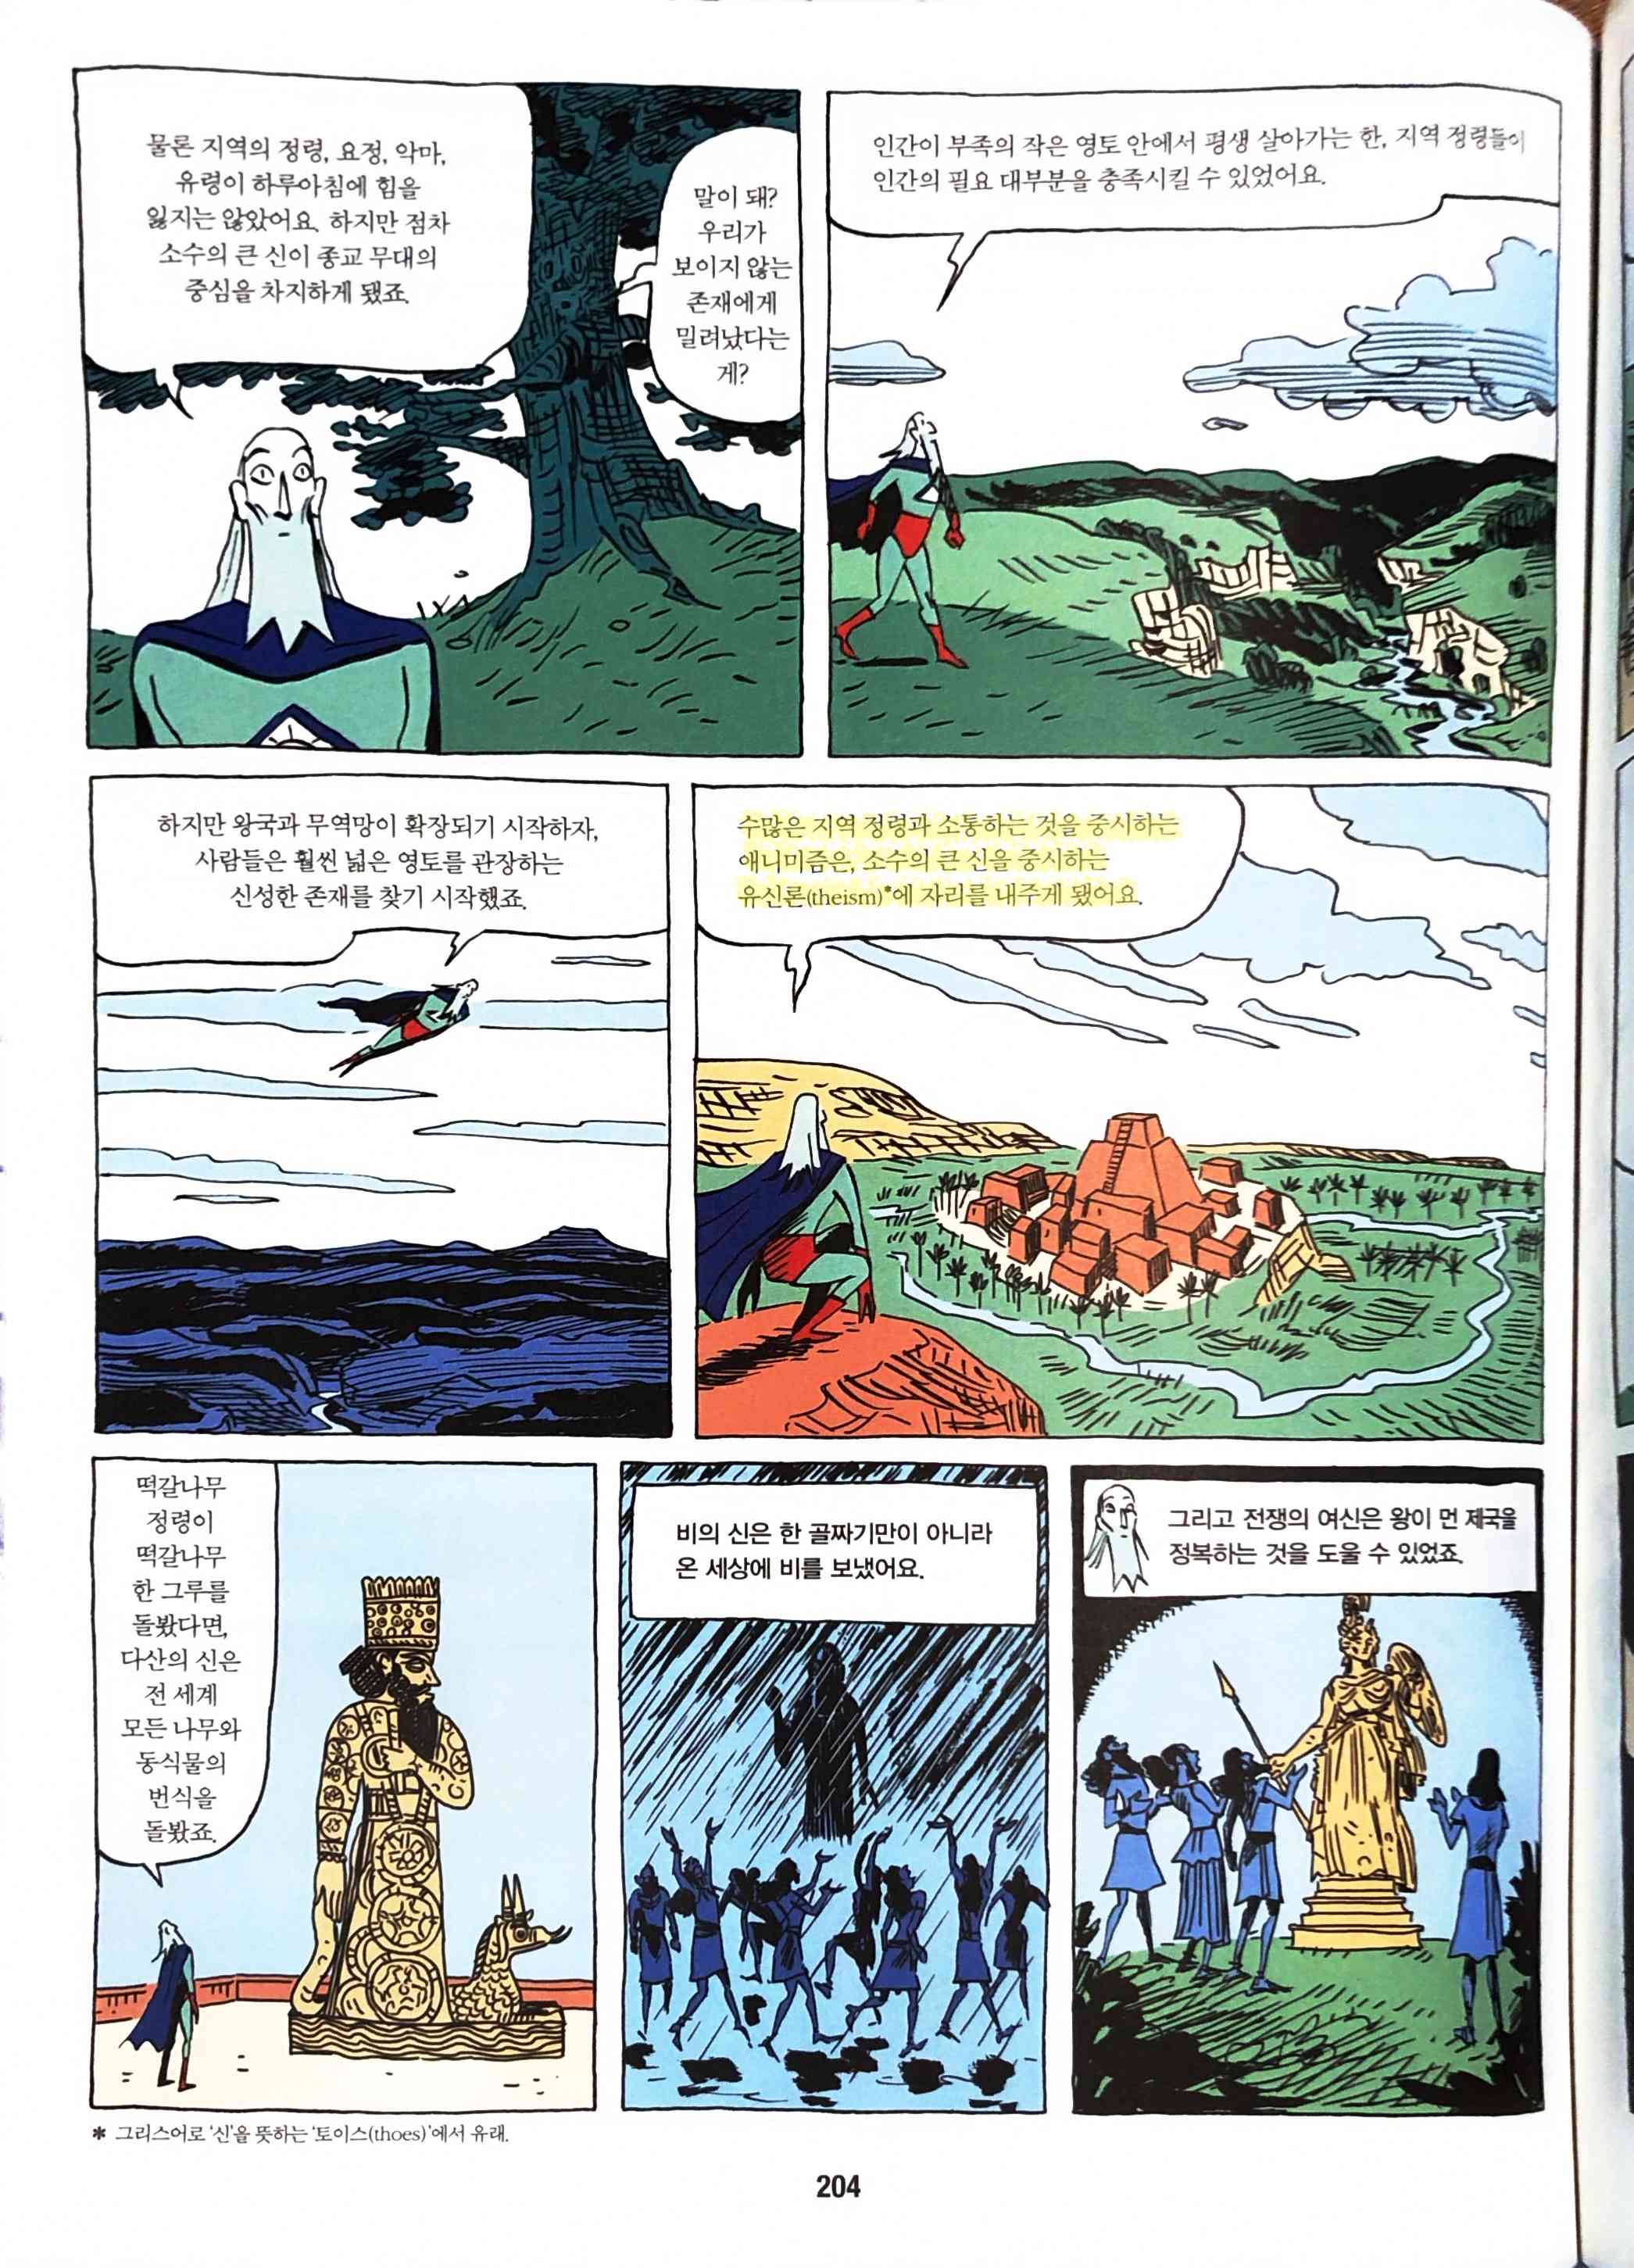 물론 지역의 정령, 요정, 악마,
유령이 하루아침에 힘을
잃지는 않았어요. 하지만 점차
소수의 큰 신이 종교 무대의
중심을 차지하게 됐죠.
말이 돼?
우리가
보이지 않는
존재에게
밀려났다는
게?
인간이 부족의 작은 영토 안에서 평생 살아가는 한, 지역 정령들이
인간의 필요 대부분을 충족시킬 수 있었어요.
하지만 왕국과 무역망이 확장되기 시작하자,
사람들은 훨씬 넓은 영토를 관장하는
신성한 존재를 찾기 시작했죠.
수많은 지역 정령과 소통하는 것을 중시하는
애니미즘은, 소수의 큰 신을 중시하는
유신론(theism)*에 자리를 내주게 됐어요.
떡갈나무
정령이
떡갈나무
한 그루를
돌봤다면,
다산의 신은
전 세계
모든 나무와
동식물의
번식을
돌봤죠.
비의 신은 한 골짜기만이 아니라
온 세상에 비를 보냈어요.
그리고 전쟁의 여신은 왕이 먼 제국을
정복하는 것을 도울 수 있었죠.
* 그리스어로 '신'을 뜻하는 '토이스(thoes)'에서 유래.
204